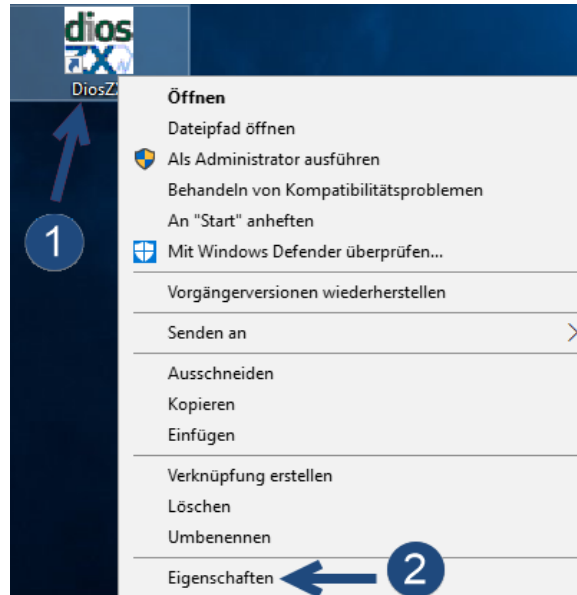 dios
ZX
DiosZ
Öffnen
Dateipfad öffnen
Als Administrator ausführen
Behandeln von Kompatibilitätsproblemen
An "Start" anheften
Mit Windows Defender überprüfen...
1
Vorgängerversionen wiederherstellen
Senden an
Ausschneiden
Kopieren
Einfügen
Verknüpfung erstellen
Löschen
Umbenennen
Eigenschaften 2